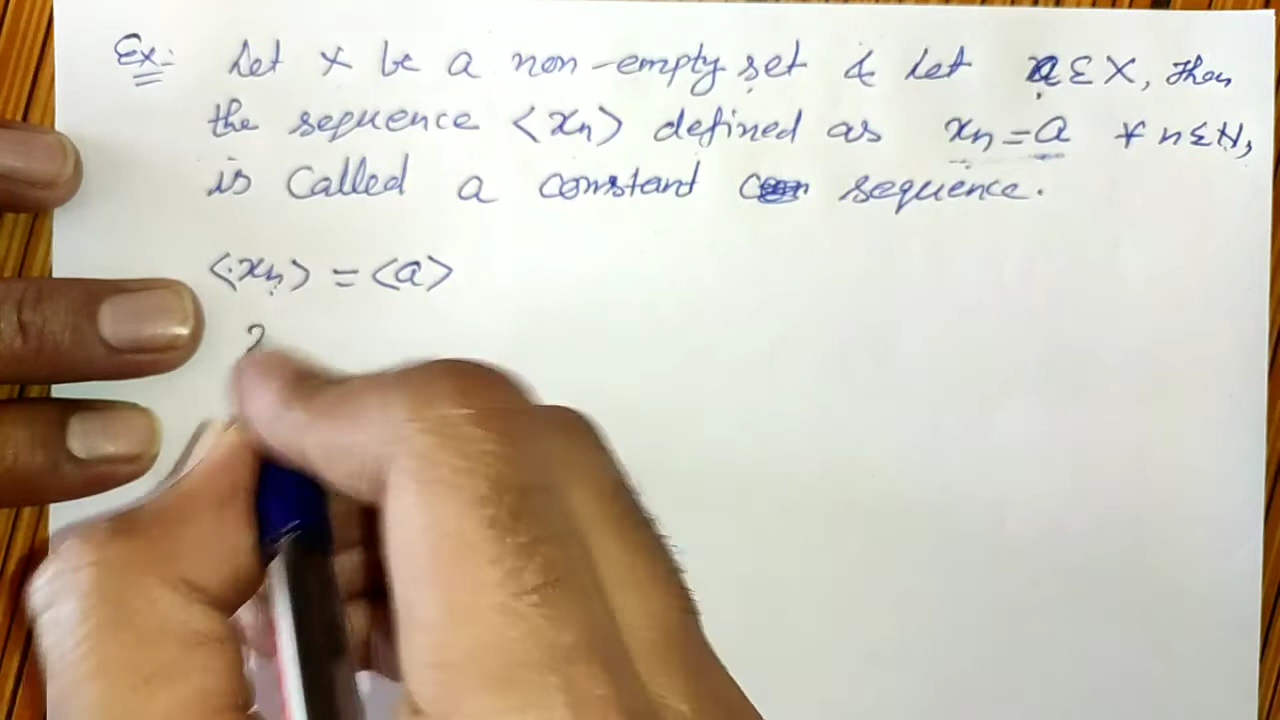 Ex:- Let X be a non-empty set & let a ∈ X, then
the sequence <xn> defined as xn = a ∀ n ∈ N,
is called a constant sequence.
<xn> = <a>